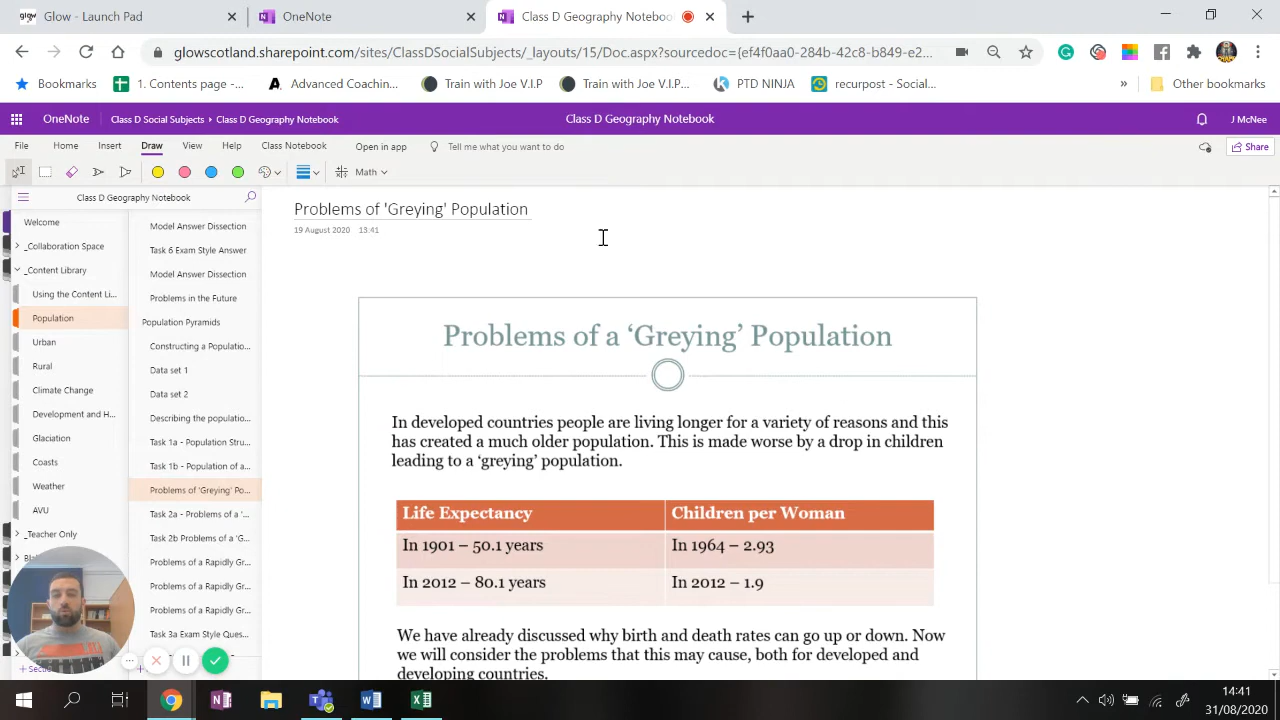 glow Glow - Launch Pad
OneNote
Class D Geography Notebook
glowscotland.sharepoint.com/sites/ClassDSocialSubjects/_layouts/15/Doc.aspx?sourcedoc={ef4f0aa0-284b-42c8-b849-e2...
Bookmarks
1. Contents page -...
Advanced Coachin...
Train with Joe V.I.P
Train with Joe V.I.P...
PTD NINJA
recurpost - Social...
»
Other bookmarks
OneNote
Class D Social Subjects › Class D Geography Notebook
Class D Geography Notebook
J McNee
File Home Insert Draw View Help Class Notebook Open in app Tell me what you want to do
Share
Math
Class D Geography Notebook
Welcome
_Collaboration Space
_Content Library
Using the Content Li...
Population
Urban
Rural
Climate Change
Development and H...
Glaciation
Coasts
Weather
AVU
_Teacher Only
Model Answer Dissection
Task 6 Exam Style Answer
Model Answer Dissection
Problems in the Future
Population Pyramids
Constructing a Populatio...
Data set 1
Data set 2
Describing the populatio...
Task 1a - Population Stru...
Task 1b - Population of a...
Problems of 'Greying' Po...
Task 2a - Problems of a '...
Task 2b Problems of a 'G...
Problems of a Rapidly Gr...
Problems of a Rapidly Gr...
Problems of a Rapidly Gr...
Task 3a Exam Style Ques...
Problems of 'Greying' Population
19 August 2020 13:41
Problems of a ‘Greying’ Population
In developed countries people are living longer for a variety of reasons and this
has created a much older population. This is made worse by a drop in children
leading to a ‘greying’ population.
Life Expectancy Children per Woman
In 1901 – 50.1 years In 1964 – 2.93
In 2012 – 80.1 years In 2012 – 1.9
We have already discussed why birth and death rates can go up or down. Now
we will consider the problems that this may cause, both for developed and
developing countries.
14:41
31/08/2020